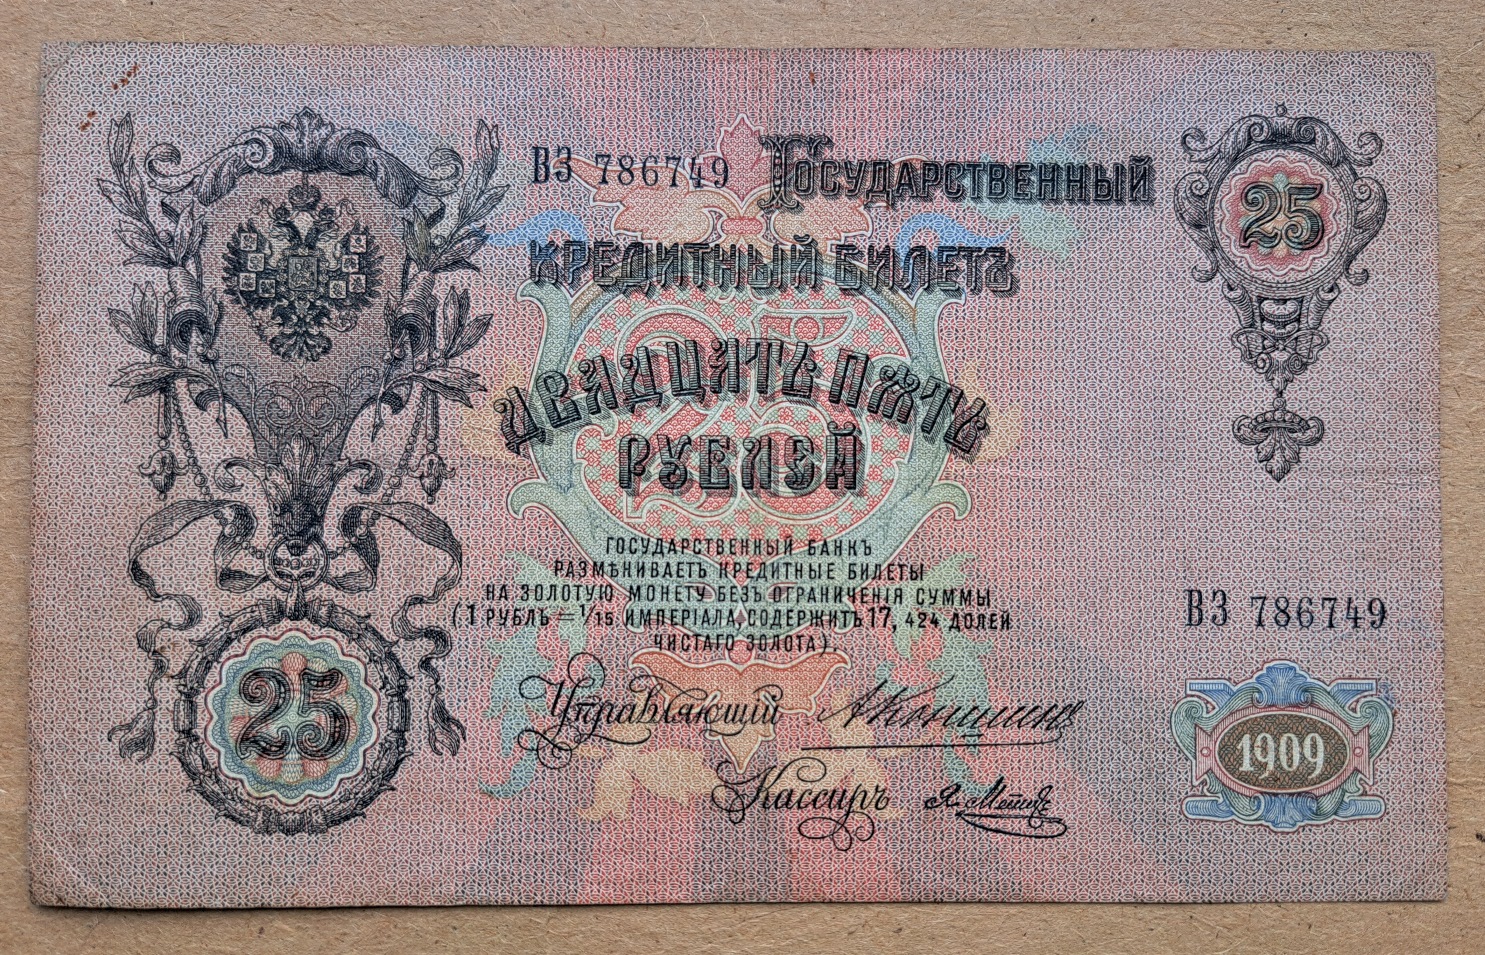 ВЗ 786749 ГОСУДАРСТВЕННЫЙ
КРЕДИТНЫЙ БИЛЕТЪ
25
ДВАДЦАТЬ ПЯТЬ
РУБЛЕЙ
25
ГОСУДАРСТВЕННЫЙ БАНКЪ
РАЗМѢНИВАЕТЪ КРЕДИТНЫЕ БИЛЕТЫ
НА ЗОЛОТУЮ МОНЕТУ БЕЗЪ ОГРАНИЧЕНІЯ СУММЫ
(1 РУБЛЬ = 1/15 ИМПЕРІАЛА, СОДЕРЖИТЪ 17, 424 ДОЛЕЙ
ЧИСТАГО ЗОЛОТА).
ВЗ 786749
25
Управляющій АКоншинъ
Кассиръ
1909